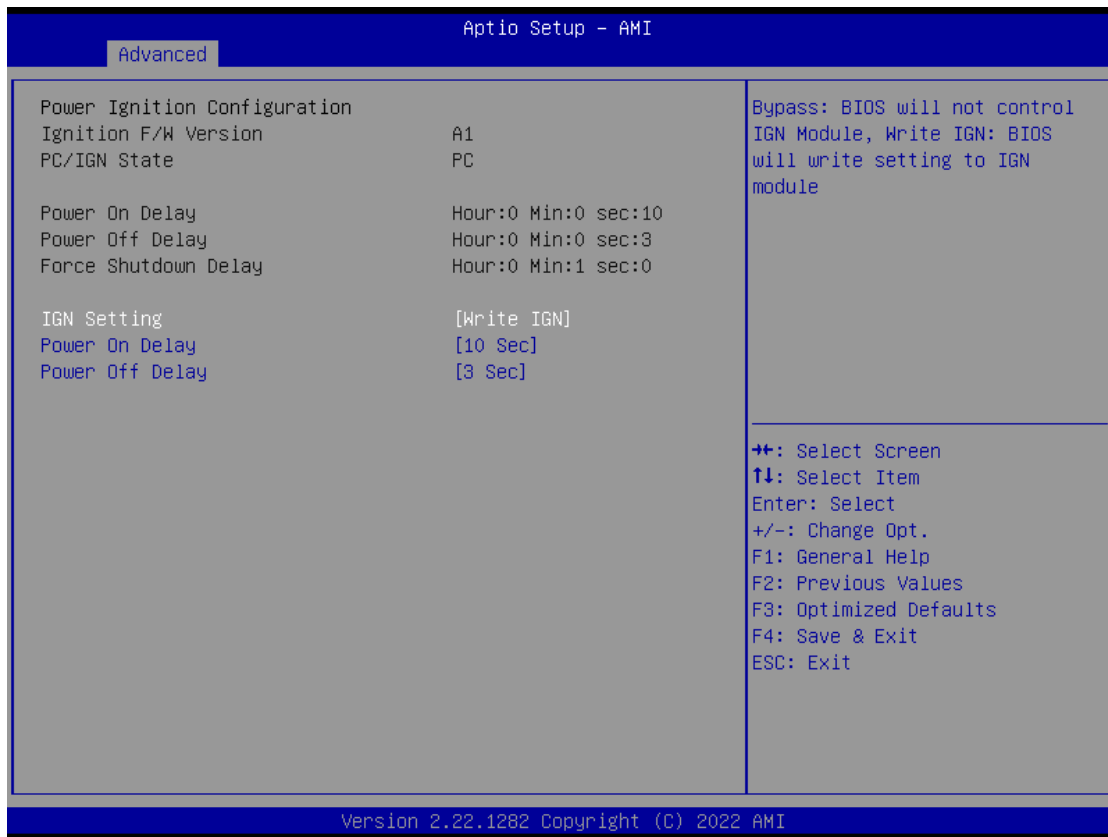 Aptio Setup – AMI
Advanced
Power Ignition Configuration
Ignition F/W Version A1
PC/IGN State PC
Power On Delay Hour:0 Min:0 sec:10
Power Off Delay Hour:0 Min:0 sec:3
Force Shutdown Delay Hour:0 Min:1 sec:0
IGN Setting [Write IGN]
Power On Delay [10 Sec]
Power Off Delay [3 Sec]
Bypass: BIOS will not control
IGN Module, Write IGN: BIOS
will write setting to IGN
module
→←: Select Screen
↑↓: Select Item
Enter: Select
+/-: Change Opt.
F1: General Help
F2: Previous Values
F3: Optimized Defaults
F4: Save & Exit
ESC: Exit
Version 2.22.1282 Copyright (C) 2022 AMI